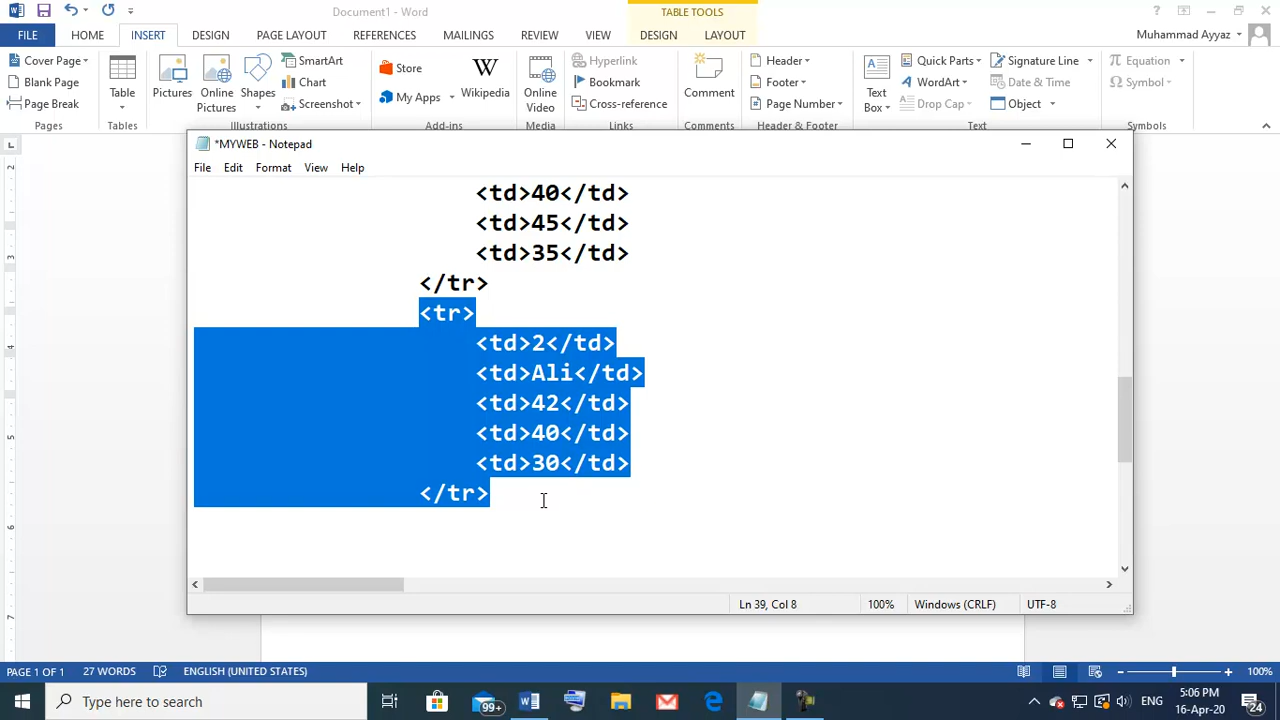 Document1 - Word
TABLE TOOLS
?
FILE
HOME
INSERT
DESIGN
PAGE LAYOUT
REFERENCES
MAILINGS
REVIEW
VIEW
DESIGN
LAYOUT
Muhammad Ayyaz
Cover Page
Blank Page
Page Break
Pages
Table
Tables
Pictures
Online Pictures
Shapes
SmartArt
Chart
Screenshot
Illustrations
Store
My Apps
W
Wikipedia
Add-ins
Online Video
Media
Hyperlink
Bookmark
Cross-reference
Links
Comment
Comments
Header
Footer
Page Number
#
Header & Footer
A
Text Box
Quick Parts
WordArt
Drop Cap
Signature Line
Date & Time
Object
Text
π Equation
Ω Symbol
Symbols
*MYWEB - Notepad
File Edit Format View Help
<td>40</td>
<td>45</td>
<td>35</td>
</tr>
<tr>
<td>2</td>
<td>Ali</td>
<td>42</td>
<td>40</td>
<td>30</td>
</tr>
Ln 39, Col 8
100%
Windows (CRLF)
UTF-8
2
3
4
5
6
7
PAGE 1 OF 1
27 WORDS
ENGLISH (UNITED STATES)
100%
Type here to search
99+
ENG
5:06 PM
16-Apr-20
24